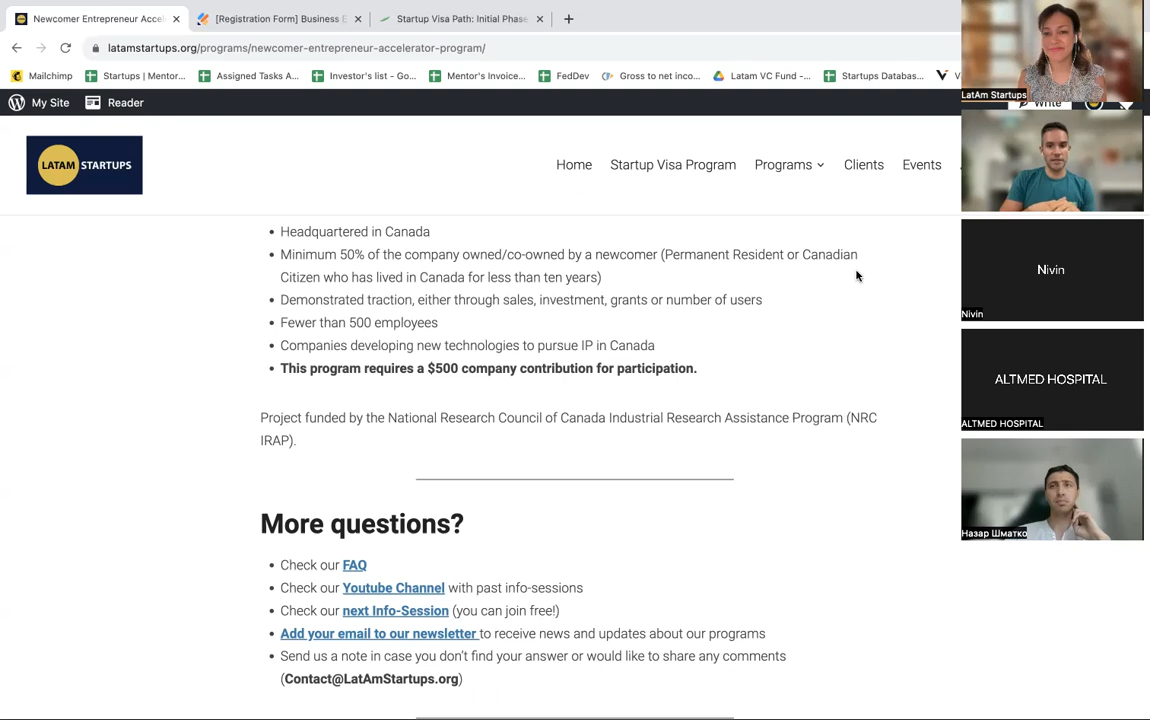 Newcomer Entrepreneur Accel
[Registration Form] Business E
Startup Visa Path: Initial Phase
latamstartups.org/programs/newcomer-entrepreneur-accelerator-program/
Mailchimp
Startups | Mentor...
Assigned Tasks A...
Investor's list - Go...
Mentor's Invoice...
FedDev
Gross to net inco...
Latam VC Fund -...
Startups Databas...
My Site
Reader
Write
LATAM STARTUPS
Home
Startup Visa Program
Programs
Clients
Events
Headquartered in Canada
Minimum 50% of the company owned/co-owned by a newcomer (Permanent Resident or Canadian
Citizen who has lived in Canada for less than ten years)
Demonstrated traction, either through sales, investment, grants or number of users
Fewer than 500 employees
Companies developing new technologies to pursue IP in Canada
This program requires a $500 company contribution for participation.
Project funded by the National Research Council of Canada Industrial Research Assistance Program (NRC
IRAP).
More questions?
Check our FAQ
Check our Youtube Channel with past info-sessions
Check our next Info-Session (you can join free!)
Add your email to our newsletter to receive news and updates about our programs
Send us a note in case you don't find your answer or would like to share any comments
(Contact@LatAmStartups.org)
LatAm Startups
Nivin
Nivin
ALTMED HOSPITAL
ALTMED HOSPITAL
Назар Шматко